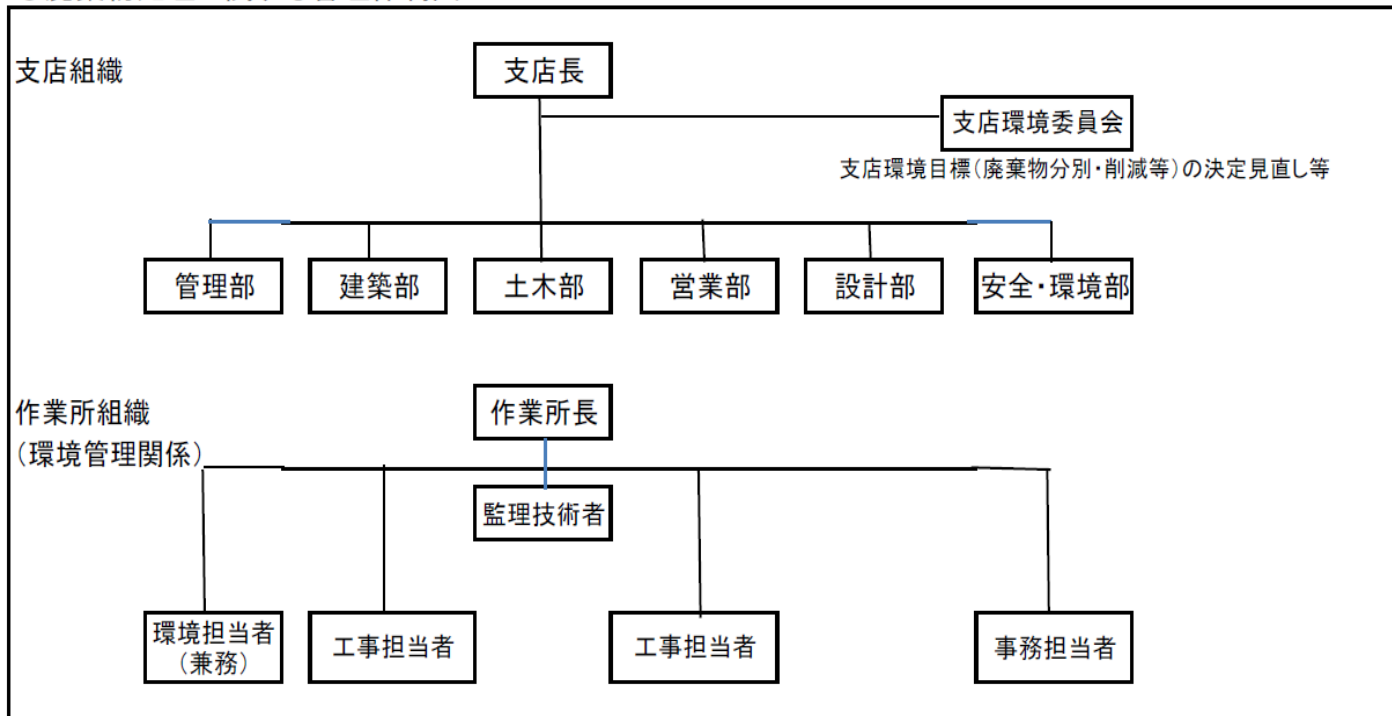 支店組織
支店長
支店環境委員会
支店環境目標(廃棄物分別・削減等)の決定見直し等
管理部
建築部
土木部
営業部
設計部
安全・環境部
作業所組織
(環境管理関係)
作業所長
監理技術者
環境担当者
(兼務)
工事担当者
工事担当者
事務担当者